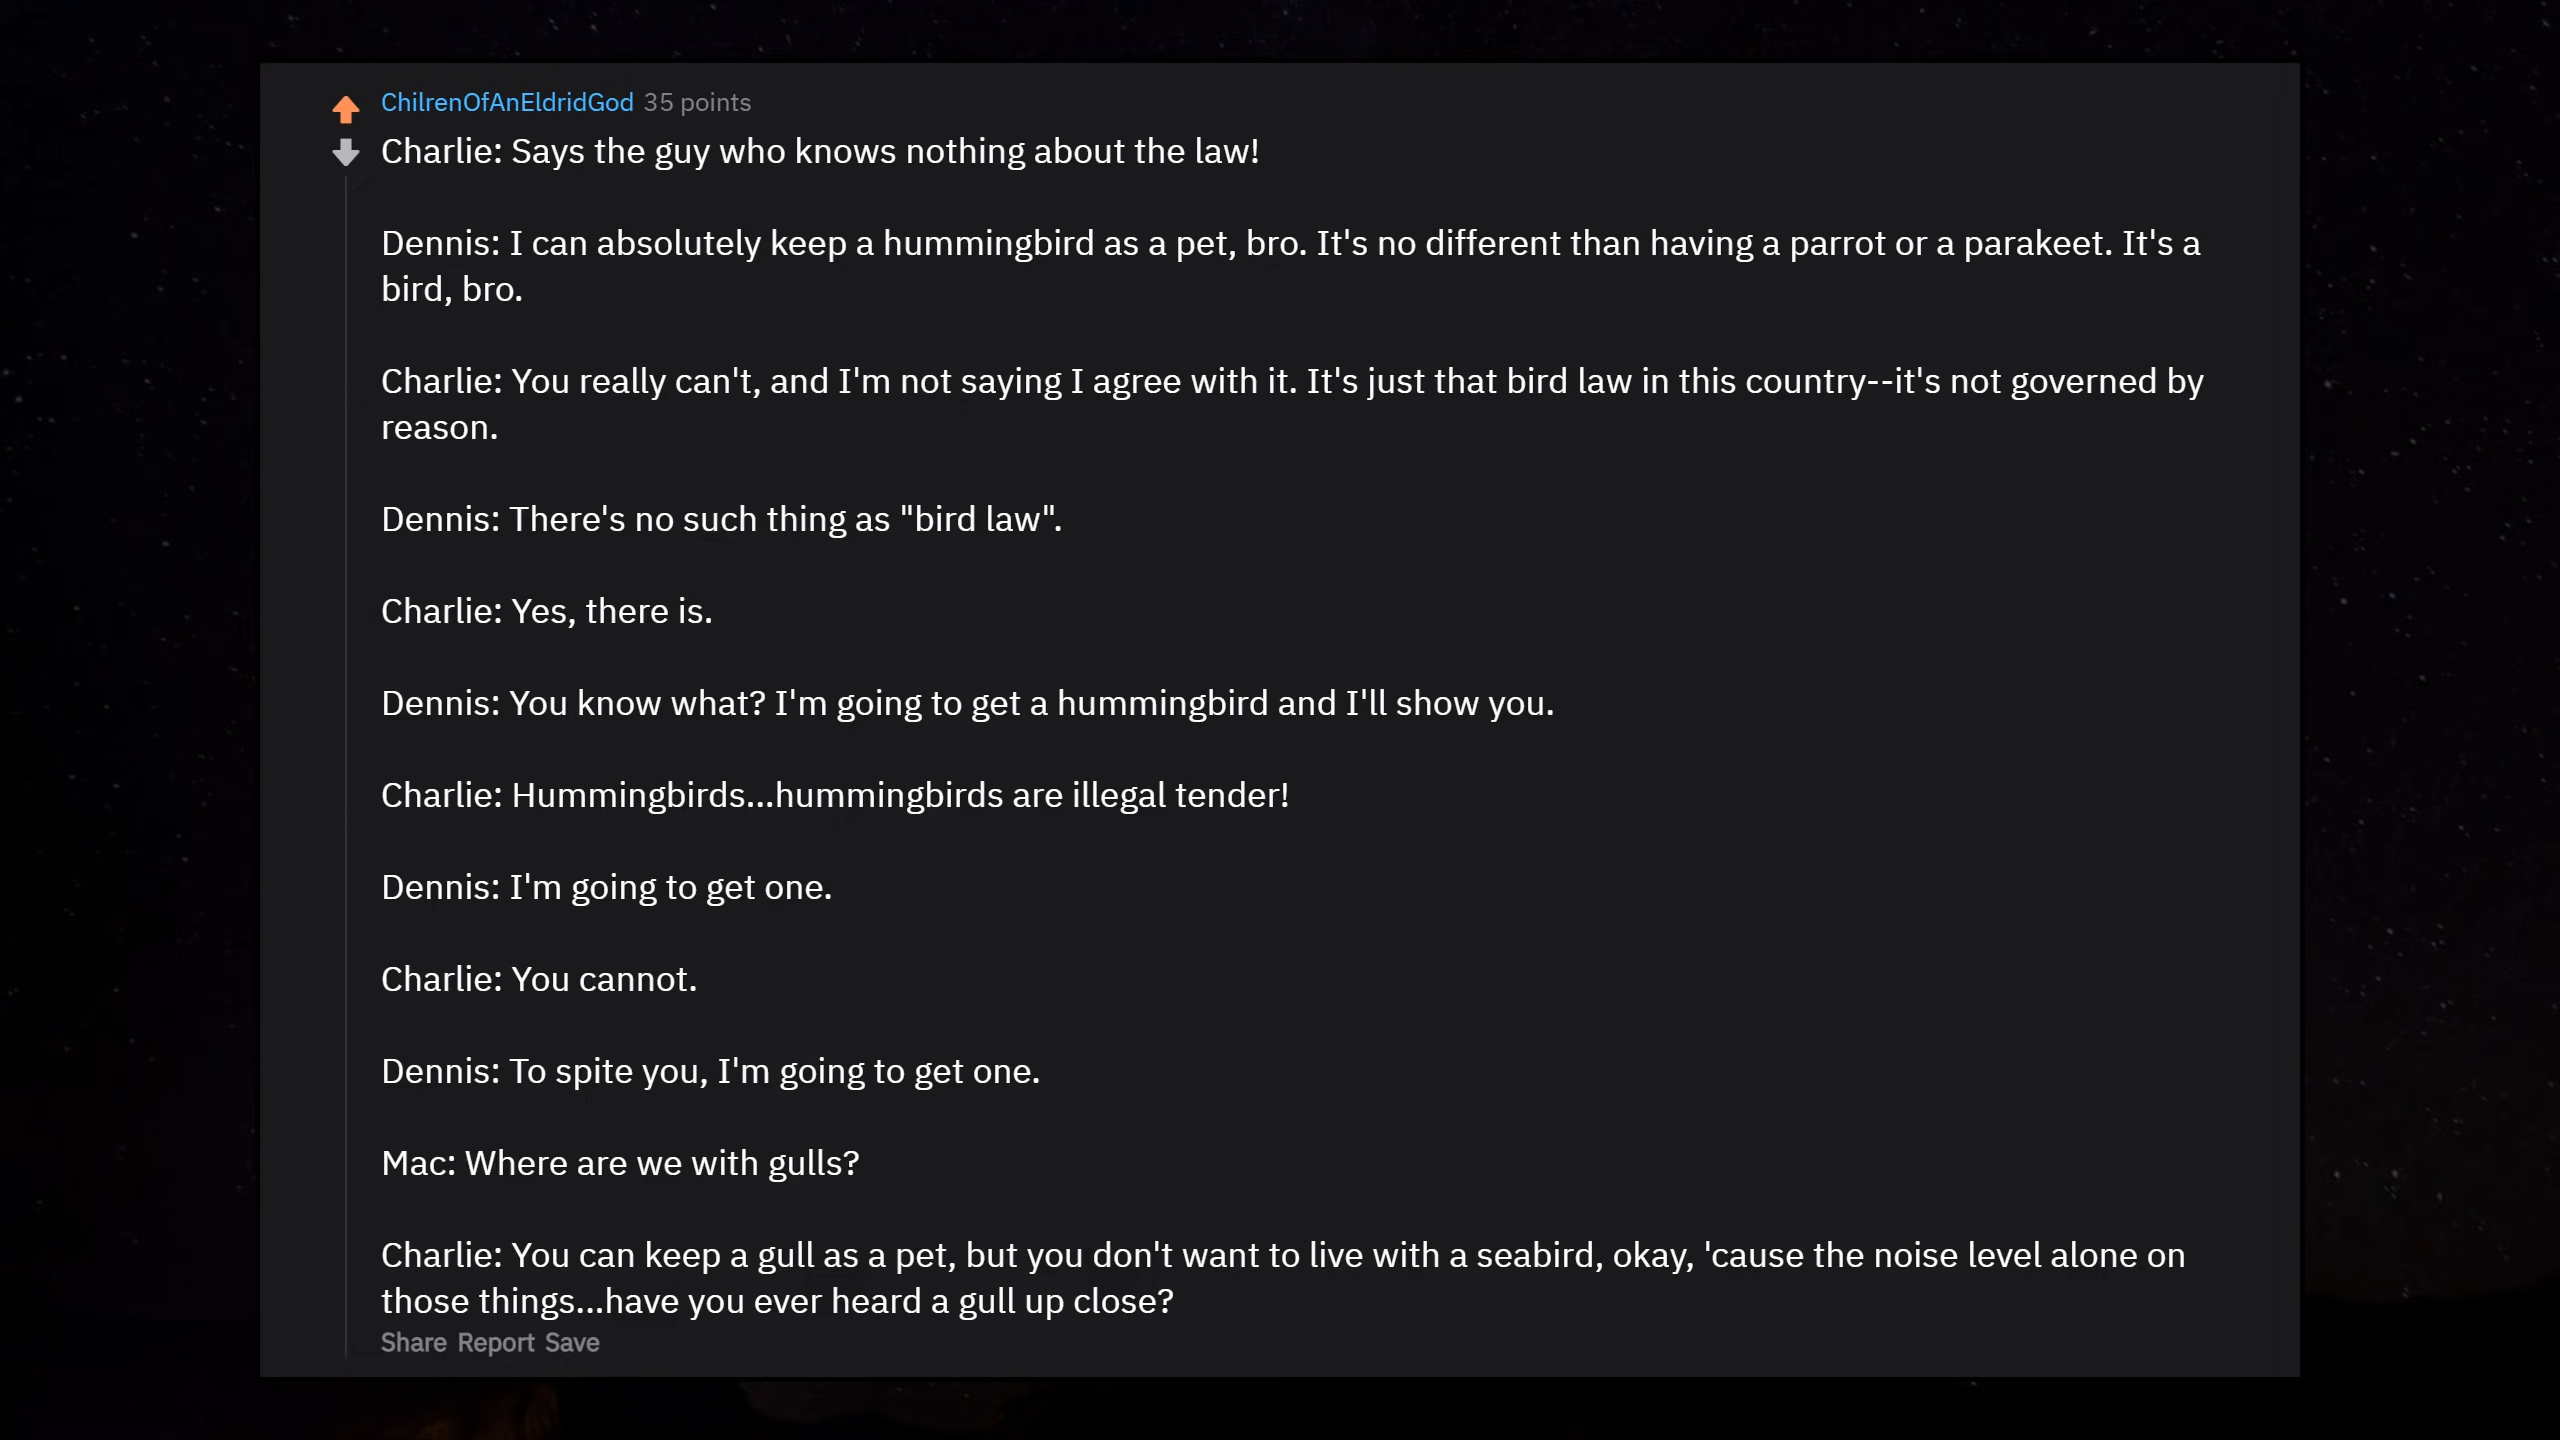 ChilrenOfAnEldridGod 35 points
Charlie: Says the guy who knows nothing about the law!
Dennis: I can absolutely keep a hummingbird as a pet, bro. It's no different than having a parrot or a parakeet. It's a
bird, bro.
Charlie: You really can't, and I'm not saying I agree with it. It's just that bird law in this country--it's not governed by
reason.
Dennis: There's no such thing as "bird law".
Charlie: Yes, there is.
Dennis: You know what? I'm going to get a hummingbird and I'll show you.
Charlie: Hummingbirds...hummingbirds are illegal tender!
Dennis: I'm going to get one.
Charlie: You cannot.
Dennis: To spite you, I'm going to get one.
Mac: Where are we with gulls?
Charlie: You can keep a gull as a pet, but you don't want to live with a seabird, okay, 'cause the noise level alone on
those things...have you ever heard a gull up close?
Share Report Save